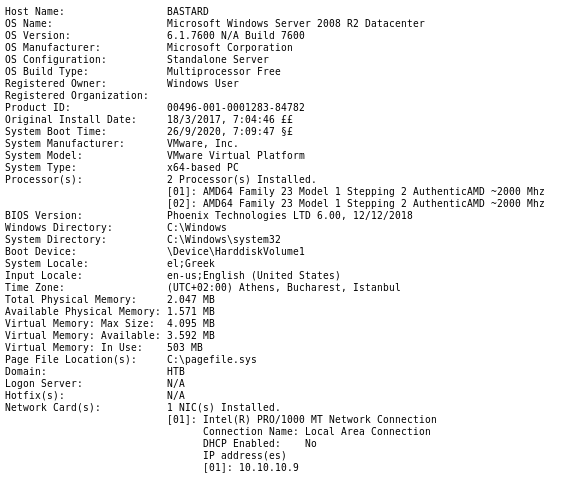 Host Name:                 BASTARD
OS Name:                   Microsoft Windows Server 2008 R2 Datacenter
OS Version:                6.1.7600 N/A Build 7600
OS Manufacturer:           Microsoft Corporation
OS Configuration:          Standalone Server
OS Build Type:             Multiprocessor Free
Registered Owner:          Windows User
Registered Organization:
Product ID:                00496-001-0001283-84782
Original Install Date:     18/3/2017, 7:04:46 ££
System Boot Time:          26/9/2020, 7:09:47 §£
System Manufacturer:       VMware, Inc.
System Model:              VMware Virtual Platform
System Type:               x64-based PC
Processor(s):              2 Processor(s) Installed.
                           [01]: AMD64 Family 23 Model 1 Stepping 2 AuthenticAMD ~2000 Mhz
                           [02]: AMD64 Family 23 Model 1 Stepping 2 AuthenticAMD ~2000 Mhz
BIOS Version:              Phoenix Technologies LTD 6.00, 12/12/2018
Windows Directory:         C:\Windows
System Directory:          C:\Windows\system32
Boot Device:               \Device\HarddiskVolume1
System Locale:             el;Greek
Input Locale:              en-us;English (United States)
Time Zone:                 (UTC+02:00) Athens, Bucharest, Istanbul
Total Physical Memory:     2.047 MB
Available Physical Memory: 1.571 MB
Virtual Memory: Max Size:  4.095 MB
Virtual Memory: Available: 3.592 MB
Virtual Memory: In Use:    503 MB
Page File Location(s):     C:\pagefile.sys
Domain:                    HTB
Logon Server:              N/A
Hotfix(s):                 N/A
Network Card(s):           1 NIC(s) Installed.
                           [01]: Intel(R) PRO/1000 MT Network Connection
                                 Connection Name: Local Area Connection
                                 DHCP Enabled:    No
                                 IP address(es)
                                 [01]: 10.10.10.9